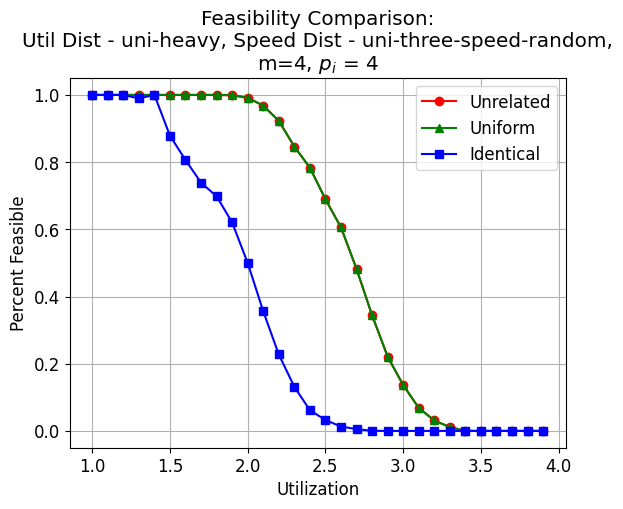 Feasibility Comparison:
Util Dist - uni-heavy, Speed Dist - uni-three-speed-random,
m=4, $p_i$ = 4
Unrelated
Uniform
Identical
Percent Feasible
1.0
0.8
0.6
0.4
0.2
0.0
1.0 1.5 2.0 2.5 3.0 3.5 4.0
Utilization